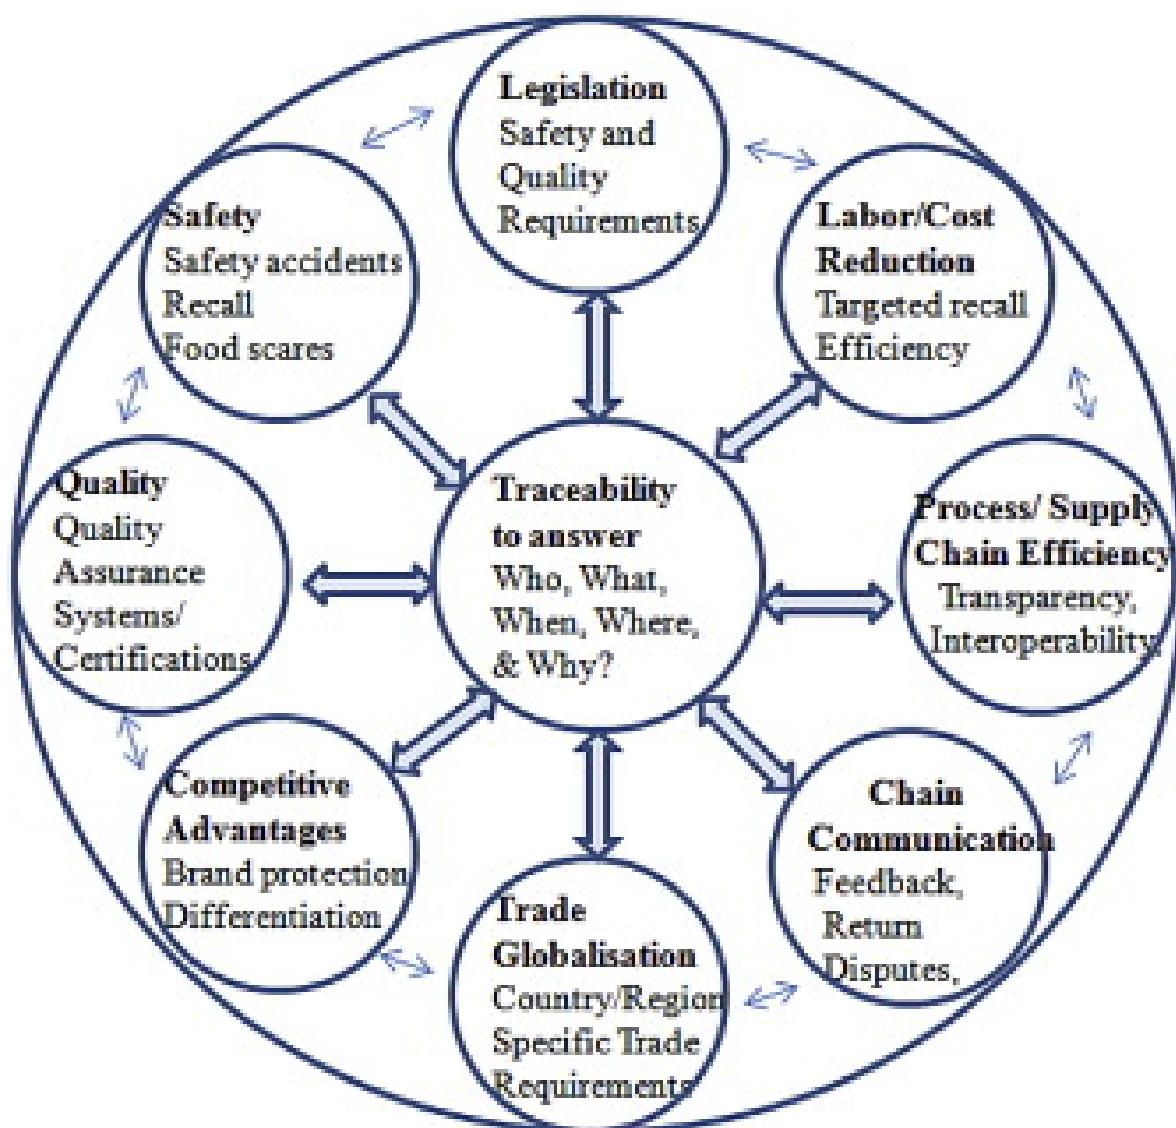 Legislation
Safety and
Quality
Requirements
Labor/Cost
Reduction
Targeted recall
Efficiency
Process/ Supply
Chain Efficiency
Transparency,
Interoperability,
Chain
Communication
Feedback,
Return
Disputes,
Trade
Globalisation
Country/Region
Specific Trade
Requirements
Competitive
Advantages
Brand protection
Differentiation
Quality
Quality
Assurance
Systems/
Certifications
Safety
Safety accidents
Recall
Food scares
Traceability
to answer
Who, What,
When, Where,
& Why?